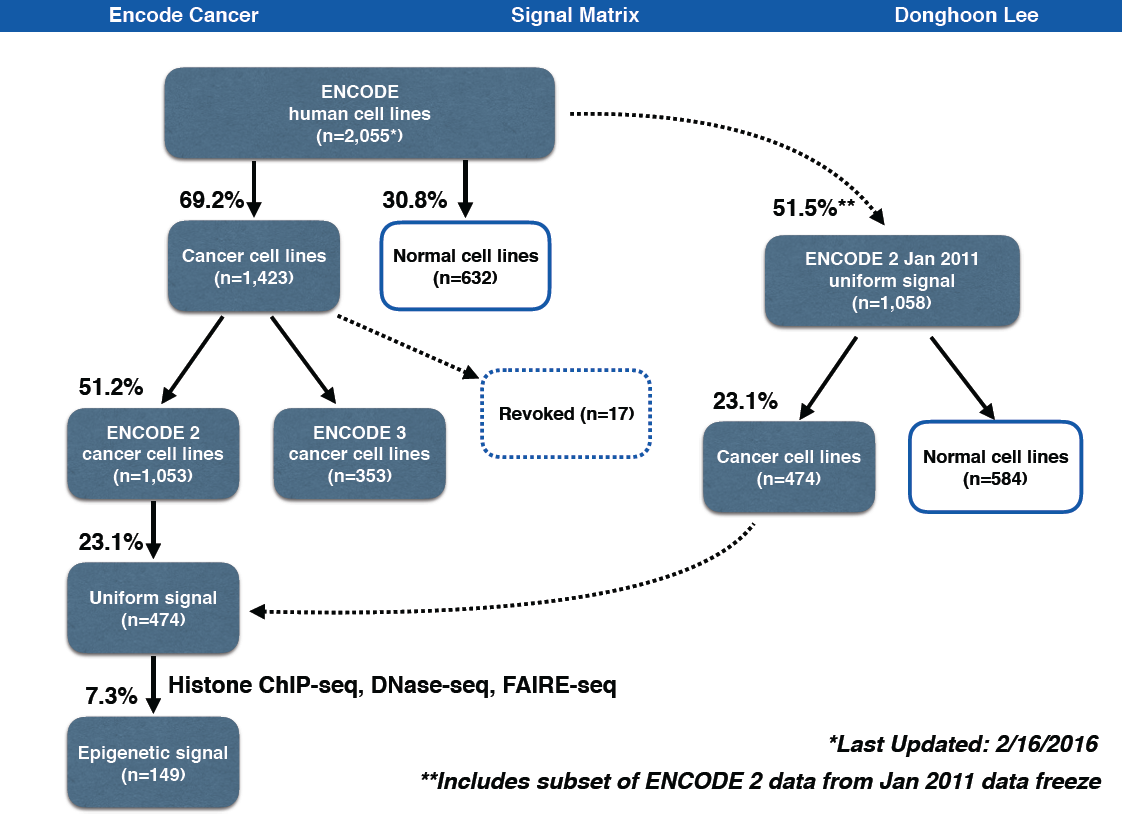 Encode Cancer
Signal Matrix
Donghoon Lee
ENCODE
human cell lines
(n=2,055*)
69.2%
30.8%
51.5%**
Cancer cell lines
(n=1,423)
Normal cell lines
(n=632)
ENCODE 2 Jan 2011
uniform signal
(n=1,058)
51.2%
ENCODE 2
cancer cell lines
(n=1,053)
ENCODE 3
cancer cell lines
(n=353)
Revoked (n=17)
23.1%
Cancer cell lines
(n=474)
Normal cell lines
(n=584)
23.1%
Uniform signal
(n=474)
7.3%
Histone ChIP-seq, DNase-seq, FAIRE-seq
Epigenetic signal
(n=149)
*Last Updated: 2/16/2016
**Includes subset of ENCODE 2 data from Jan 2011 data freeze